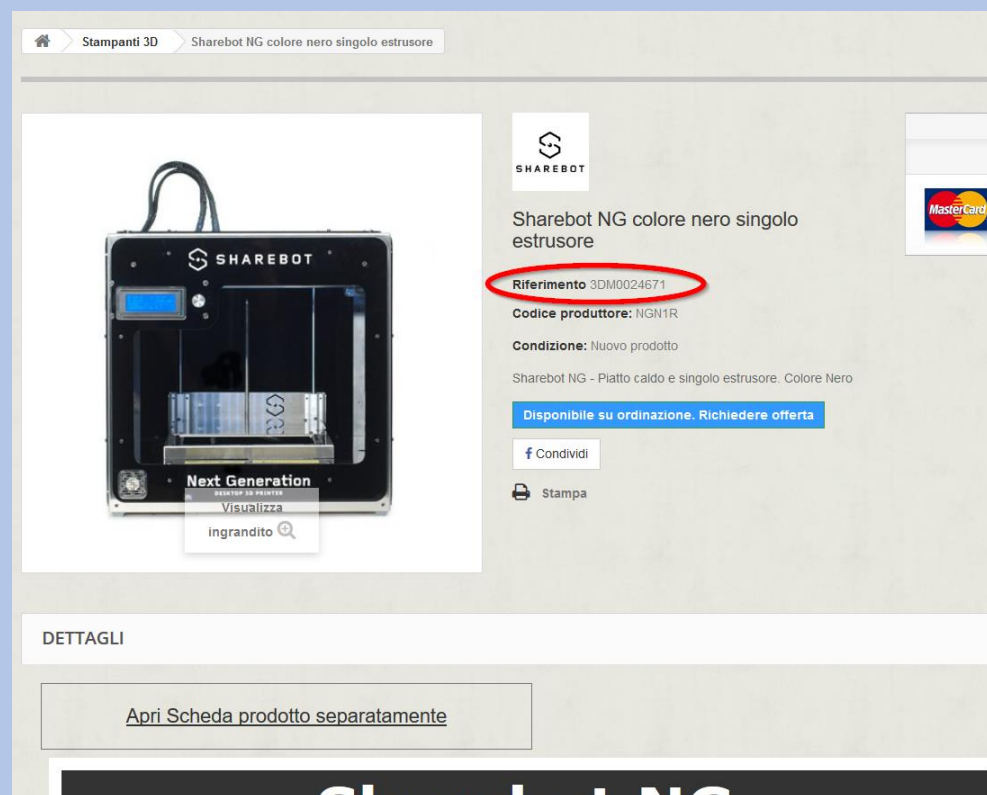 Stampanti 3D
Sharebot NG colore nero singolo estrusore
SHAREBOT
Next Generation
DESKTOP 3D PRINTER
Visualizza
ingrandito
SHAREBOT
Sharebot NG colore nero singolo
estrusore
Riferimento 3DM0024671
Codice produttore: NGN1R
Condizione: Nuovo prodotto
Sharebot NG - Piatto caldo e singolo estrusore. Colore Nero
Disponibile su ordinazione. Richiedere offerta
f Condividi
Stampa
MasterCard
DETTAGLI
Apri Scheda prodotto separatamente
Sharebot NG